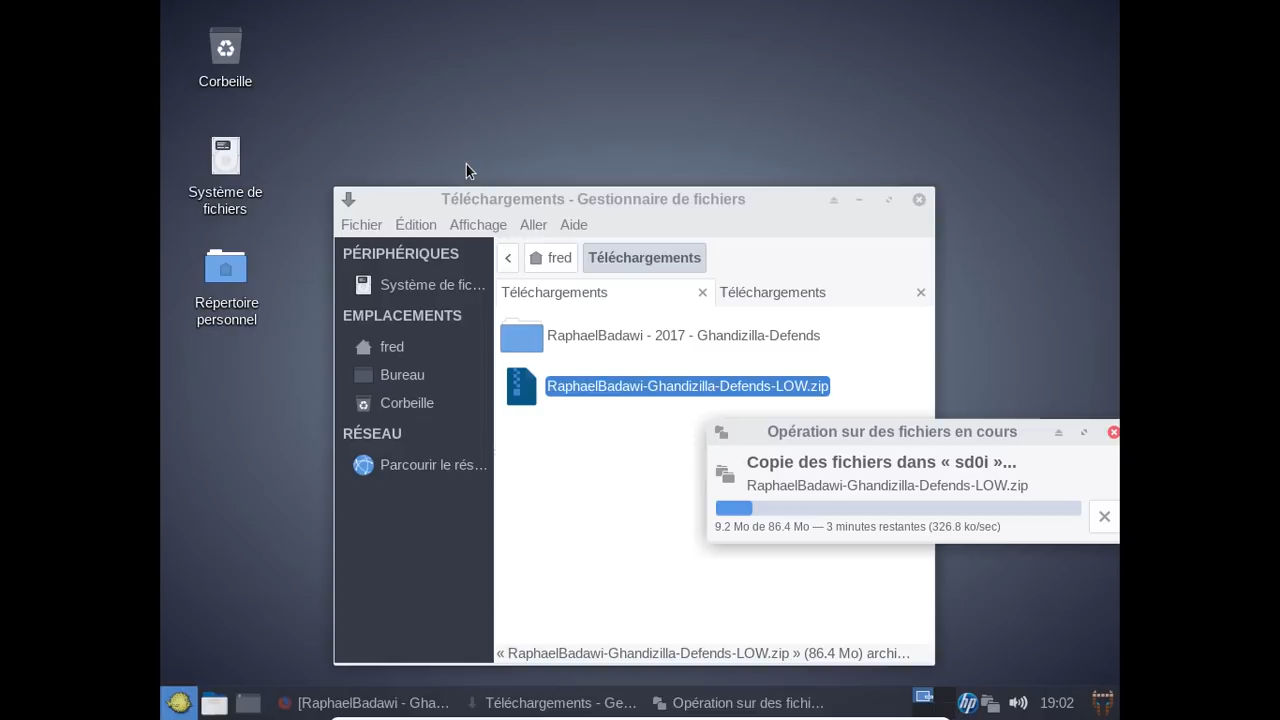 Corbeille
Système de
fichiers
Répertoire
personnel
Téléchargements - Gestionnaire de fichiers
Fichier Édition Affichage Aller Aide
PÉRIPHÉRIQUES
Système de fic...
EMPLACEMENTS
fred
Bureau
Corbeille
RÉSEAU
Parcourir le rés...
fred Téléchargements
Téléchargements Téléchargements
RaphaelBadawi - 2017 - Ghandizilla-Defends
RaphaelBadawi-Ghandizilla-Defends-LOW.zip
Opération sur des fichiers en cours
Copie des fichiers dans « sd0i »...
RaphaelBadawi-Ghandizilla-Defends-LOW.zip
9.2 Mo de 86.4 Mo — 3 minutes restantes (326.8 ko/sec)
« RaphaelBadawi-Ghandizilla-Defends-LOW.zip » (86.4 Mo) archi...
[RaphaelBadawi - Gha... Téléchargements - Ge... Opération sur des fichi... hp 19:02